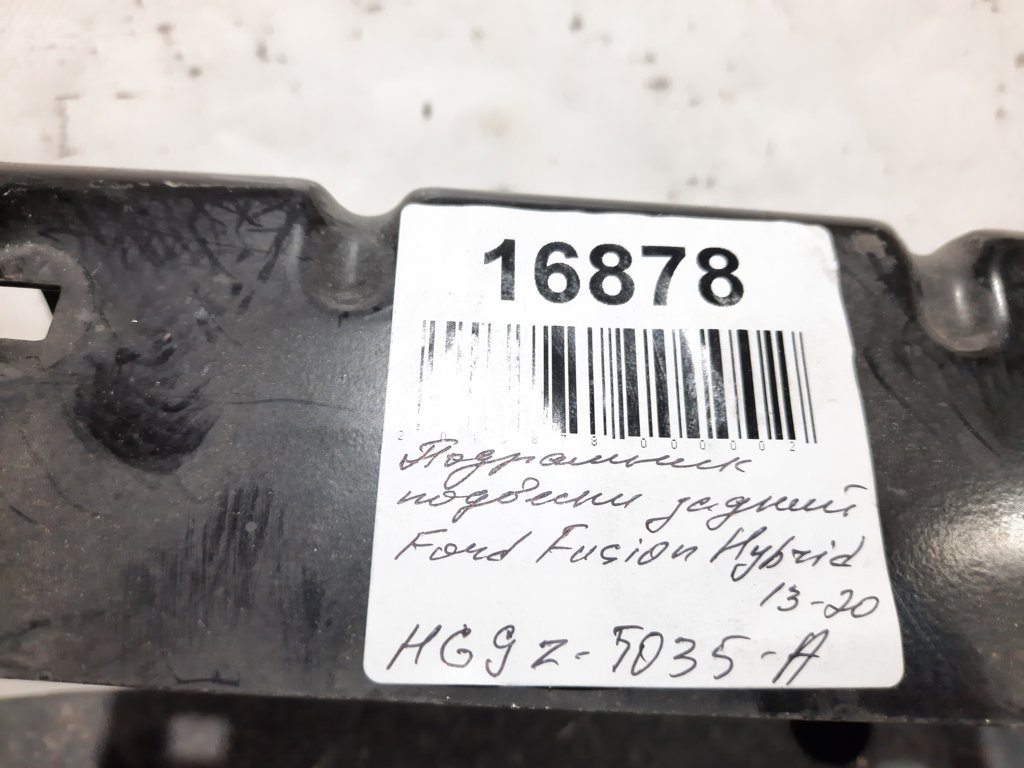 16878
Подрамник
подвески задний
Ford Fusion Hybrid
13-20
HG9Z-5035-A